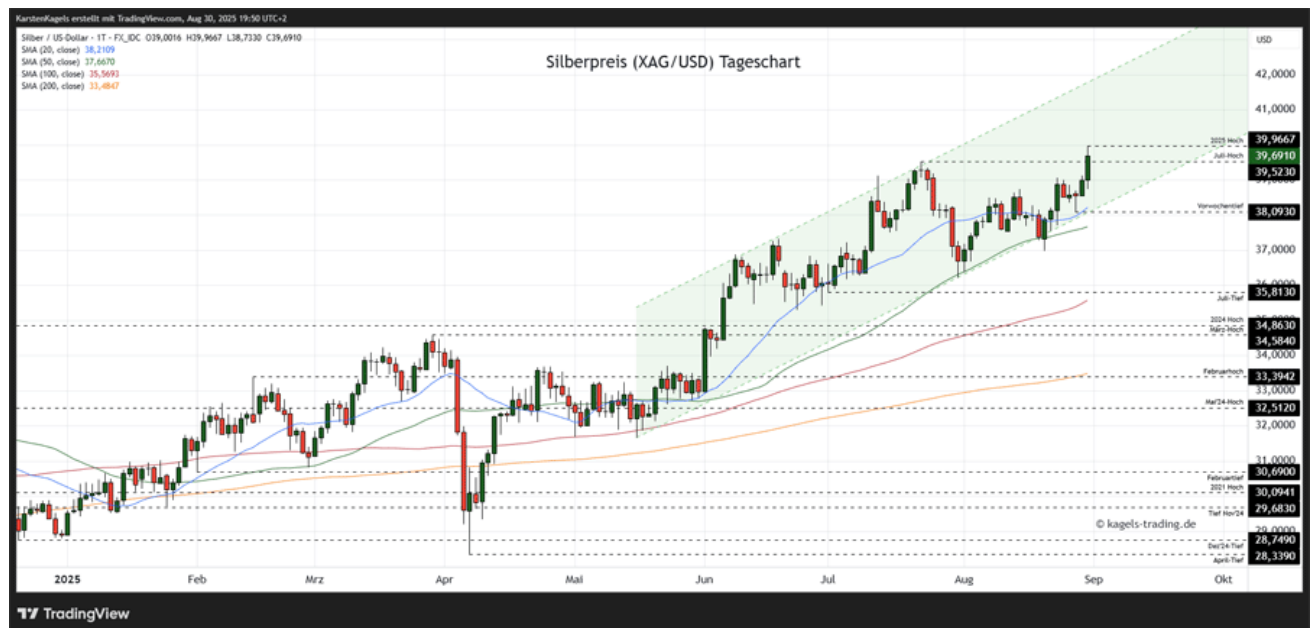 KarstenKagels erstellt mit TradingView.com, Aug 30, 2025 19:50 UTC+2
Silber / US-Dollar · 1T · FX_IDC O39,0016 H39,9667 L38,7330 C39,6910
SMA (20, close) 38,2109
SMA (50, close) 37,6670
SMA (100, close) 35,5693
SMA (200, close) 33,4847
Silberpreis (XAG/USD) Tageschart
USD
42,0000
41,0000
2025 Hoch 39,9667
Juli-Hoch 39,6910
39,5230
39,0000
Vorwochentief 38,0930
37,0000
36,0000
35,8130
Juli-Tief
2024 Hoch 34,8630
März-Hoch 34,5840
34,0000
Februarhoch 33,3942
33,0000
Mai'24-Hoch 32,5120
32,0000
31,0000
30,6900
Februartief
2021 Hoch 30,0941
29,6830
Tief Nov'24
© kagels-trading.de
29,0000
28,7490
Dez'24-Tief
28,3390
April-Tief
2025 Feb Mrz Apr Mai Jun Jul Aug Sep Okt
TradingView